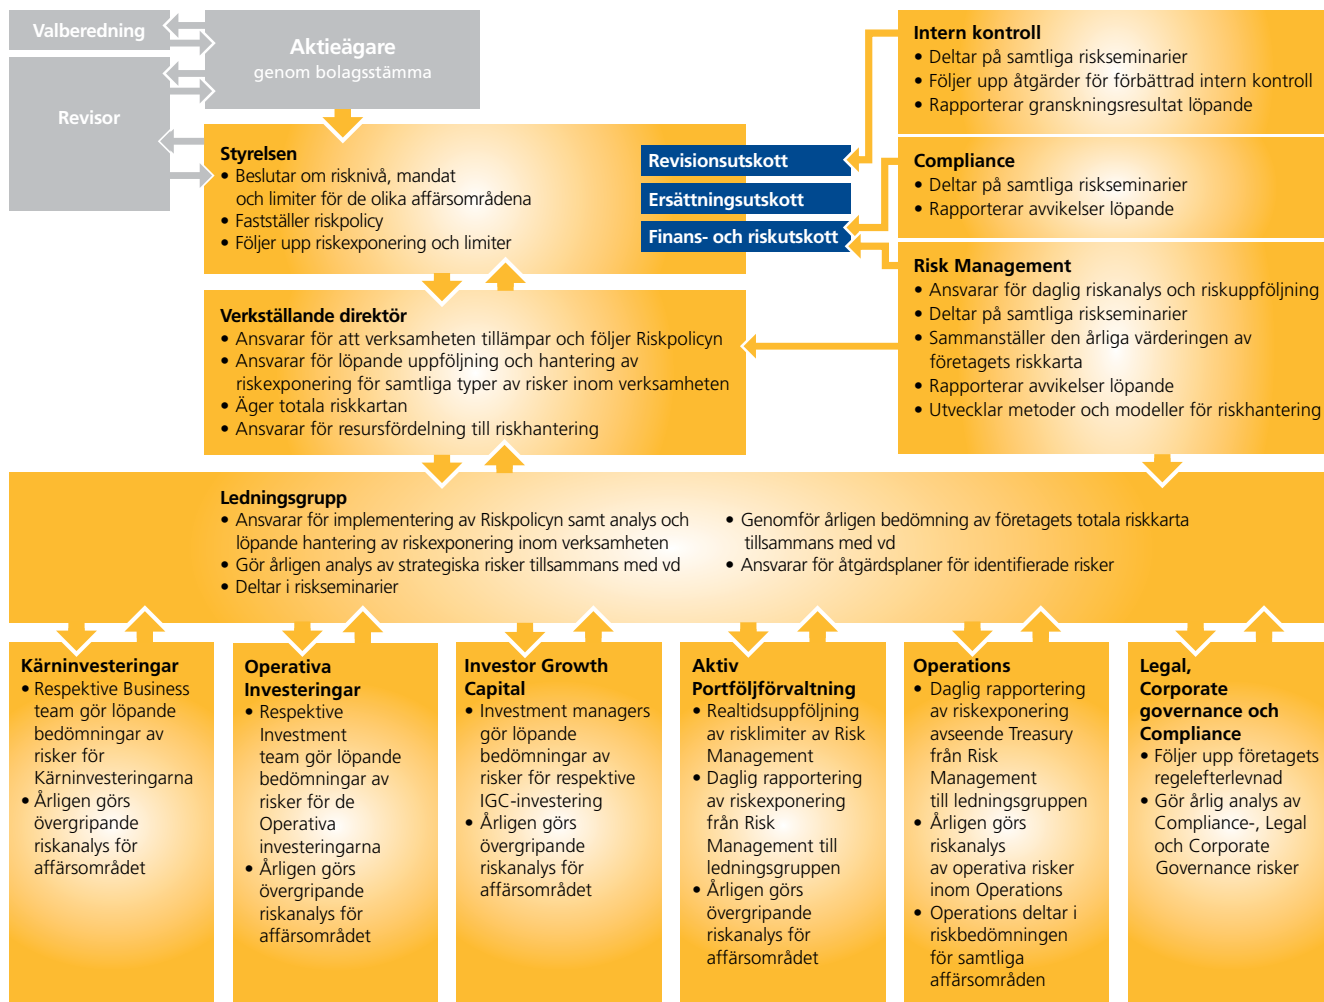 Valberedning
Revisor
Aktieägare
genom bolagsstämma
Styrelsen
• Beslutar om risknivå, mandat
och limiter för de olika affärsområdena
• Fastställer riskpolicy
• Följer upp riskexponering och limiter
Revisionsutskott
Ersättningsutskott
Finans- och riskutskott
Intern kontroll
• Deltar på samtliga riskseminarier
• Följer upp åtgärder för förbättrad intern kontroll
• Rapporterar granskningsresultat löpande
Compliance
• Deltar på samtliga riskseminarier
• Rapporterar avvikelser löpande
Risk Management
• Ansvarar för daglig riskanalys och riskuppföljning
• Deltar på samtliga riskseminarier
• Sammanställer den årliga värderingen av
företagets riskkarta
• Rapporterar avvikelser löpande
• Utvecklar metoder och modeller för riskhantering
Verkställande direktör
• Ansvarar för att verksamheten tillämpar och följer Riskpolicyn
• Ansvarar för löpande uppföljning och hantering av
riskexponering för samtliga typer av risker inom verksamheten
• Äger totala riskkartan
• Ansvarar för resursfördelning till riskhantering
Ledningsgrupp
• Ansvarar för implementering av Riskpolicyn samt analys och
löpande hantering av riskexponering inom verksamheten
• Gör årligen analys av strategiska risker tillsammans med vd
• Deltar i riskseminarier
• Genomför årligen bedömning av företagets totala riskkarta
tillsammans med vd
• Ansvarar för åtgärdsplaner för identifierade risker
Kärninvesteringar
• Respektive Business
team gör löpande
bedömningar av
risker för
Kärninvesteringarna
• Årligen görs
övergripande
riskanalys för
affärsområdet
Operativa
Investeringar
• Respektive
Investment
team gör löpande
bedömningar av
risker för de
Operativa
investeringarna
• Årligen görs
övergripande
riskanalys för
affärsområdet
Investor Growth
Capital
• Investment managers
gör löpande
bedömningar av
risker för respektive
IGC-investering
• Årligen görs
övergripande
riskanalys för
affärsområdet
Aktiv
Portföljförvaltning
• Realtidsuppföljning
av risklimiter av Risk
Management
• Daglig rapportering
av riskexponering
från Risk
Management till
ledningsgruppen
• Årligen görs
övergripande
riskanalys för
affärsområdet
Operations
• Daglig rapportering
av riskexponering
avseende Treasury
från Risk
Management
till ledningsgruppen
• Årligen görs
riskanalys
av operativa risker
inom Operations
• Operations deltar i
riskbedömningen
för samtliga
affärsområden
Legal,
Corporate
governance och
Compliance
• Följer upp företagets
regelefterlevnad
• Gör årlig analys av
Compliance-, Legal
och Corporate
Governance risker